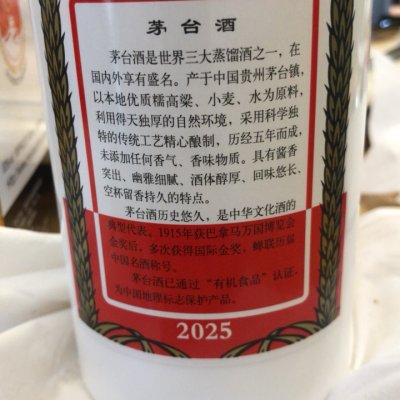 茅台酒
茅台酒是世界三大蒸馏酒之一，在
国内外享有盛名。产于中国贵州茅台镇，
以本地优质糯高粱、小麦、水为原料，
利用得天独厚的自然环境，采用科学独
特的传统工艺精心酿制，历经五年而成，
未添加任何香气、香味物质。具有酱香
突出、幽雅细腻、酒体醇厚、回味悠长、
空杯留香持久的特点。
茅台酒历史悠久，是中华文化酒的
典型代表。1915年获巴拿马万国博览会
金奖后，多次获得国际金奖，蝉联历届
中国名酒称号。
茅台酒已通过“有机食品”认证，
为中国地理标志保护产品。
2025